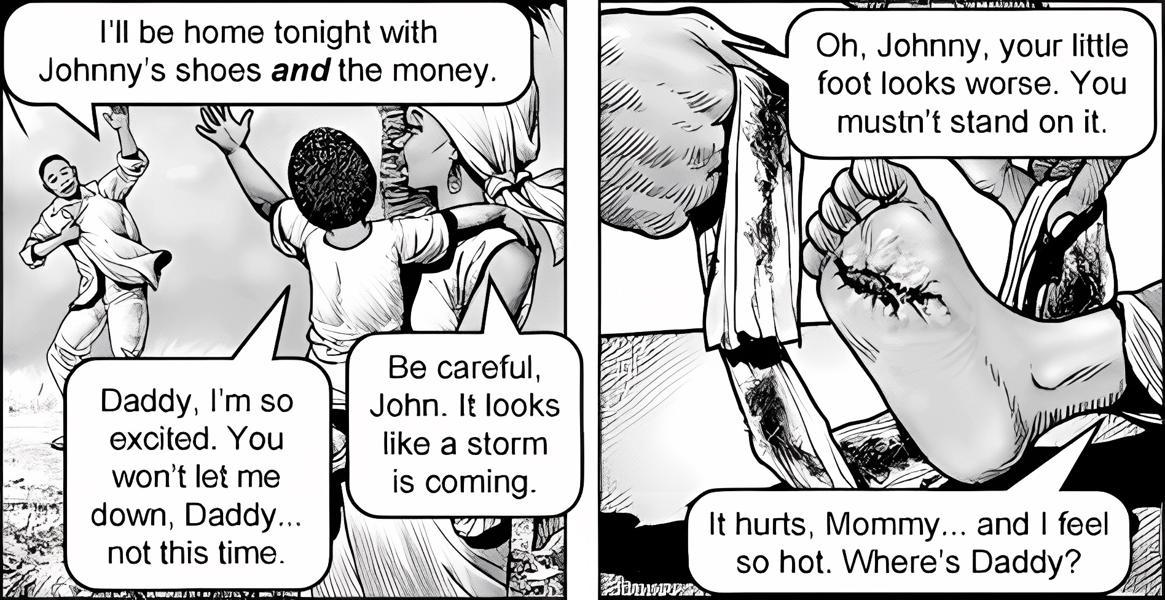 I'll be home tonight with
Johnny's shoes and the money.
Daddy, I'm so
excited. You
won't let me
down, Daddy...
not this time.
Be careful,
John. It looks
like a storm
is coming.
Oh, Johnny, your little
foot looks worse. You
mustn't stand on it.
It hurts, Mommy... and I feel
so hot. Where's Daddy?